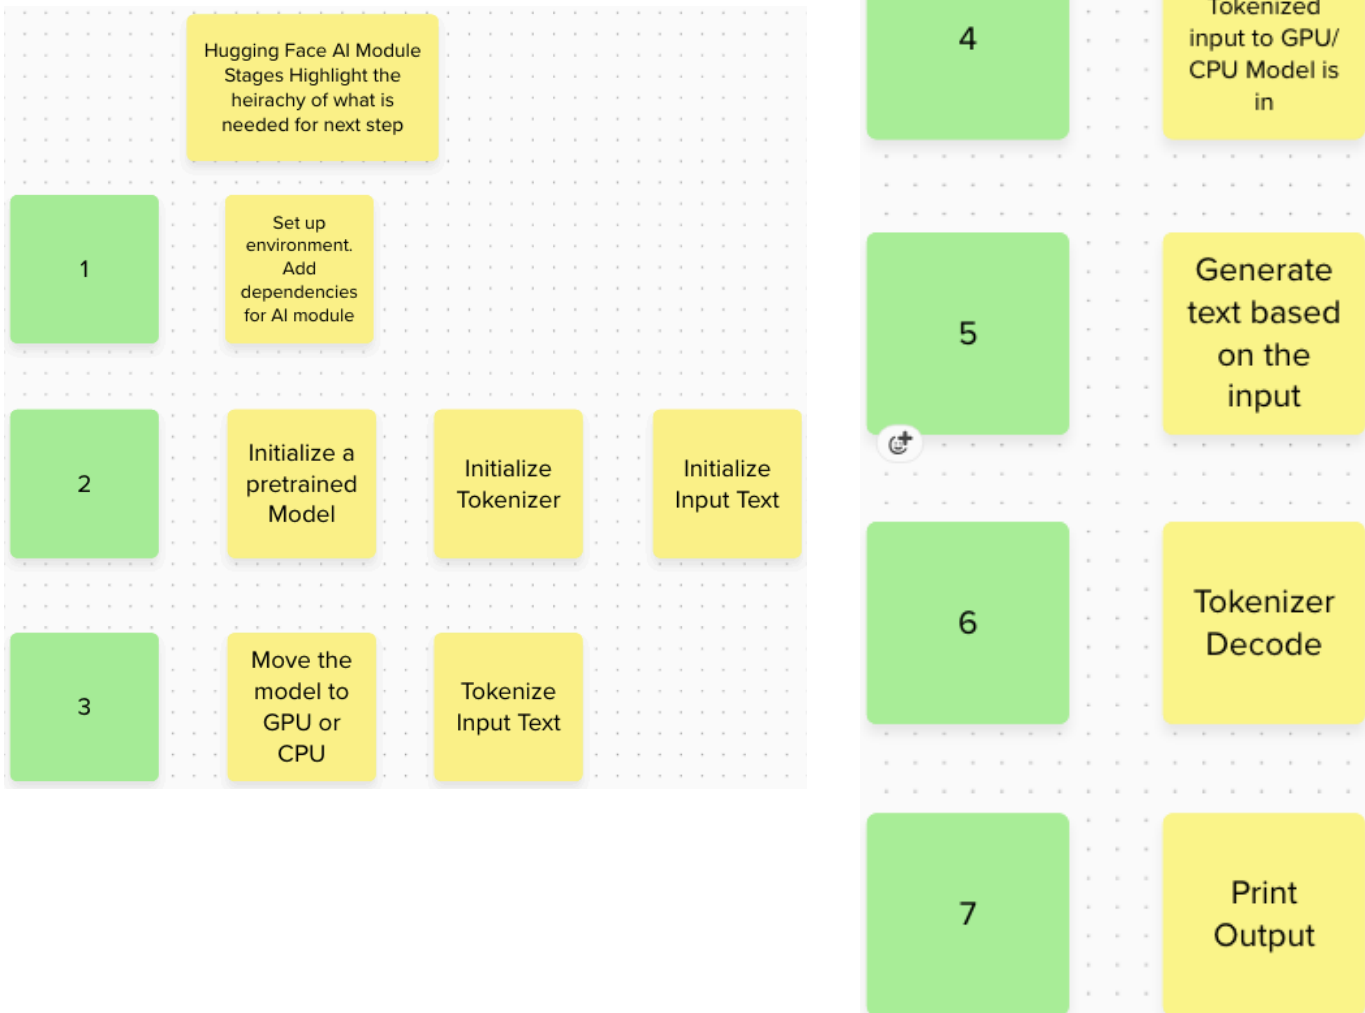 Hugging Face AI Module
Stages Highlight the
heirachy of what is
needed for next step
1
Set up
environment.
Add
dependencies
for AI module
2
Initialize a
pretrained
Model
Initialize
Tokenizer
Initialize
Input Text
3
Move the
model to
GPU or
CPU
Tokenize
Input Text
4
Tokenized
input to GPU/
CPU Model is
in
5
Generate
text based
on the
input
6
Tokenizer
Decode
7
Print
Output